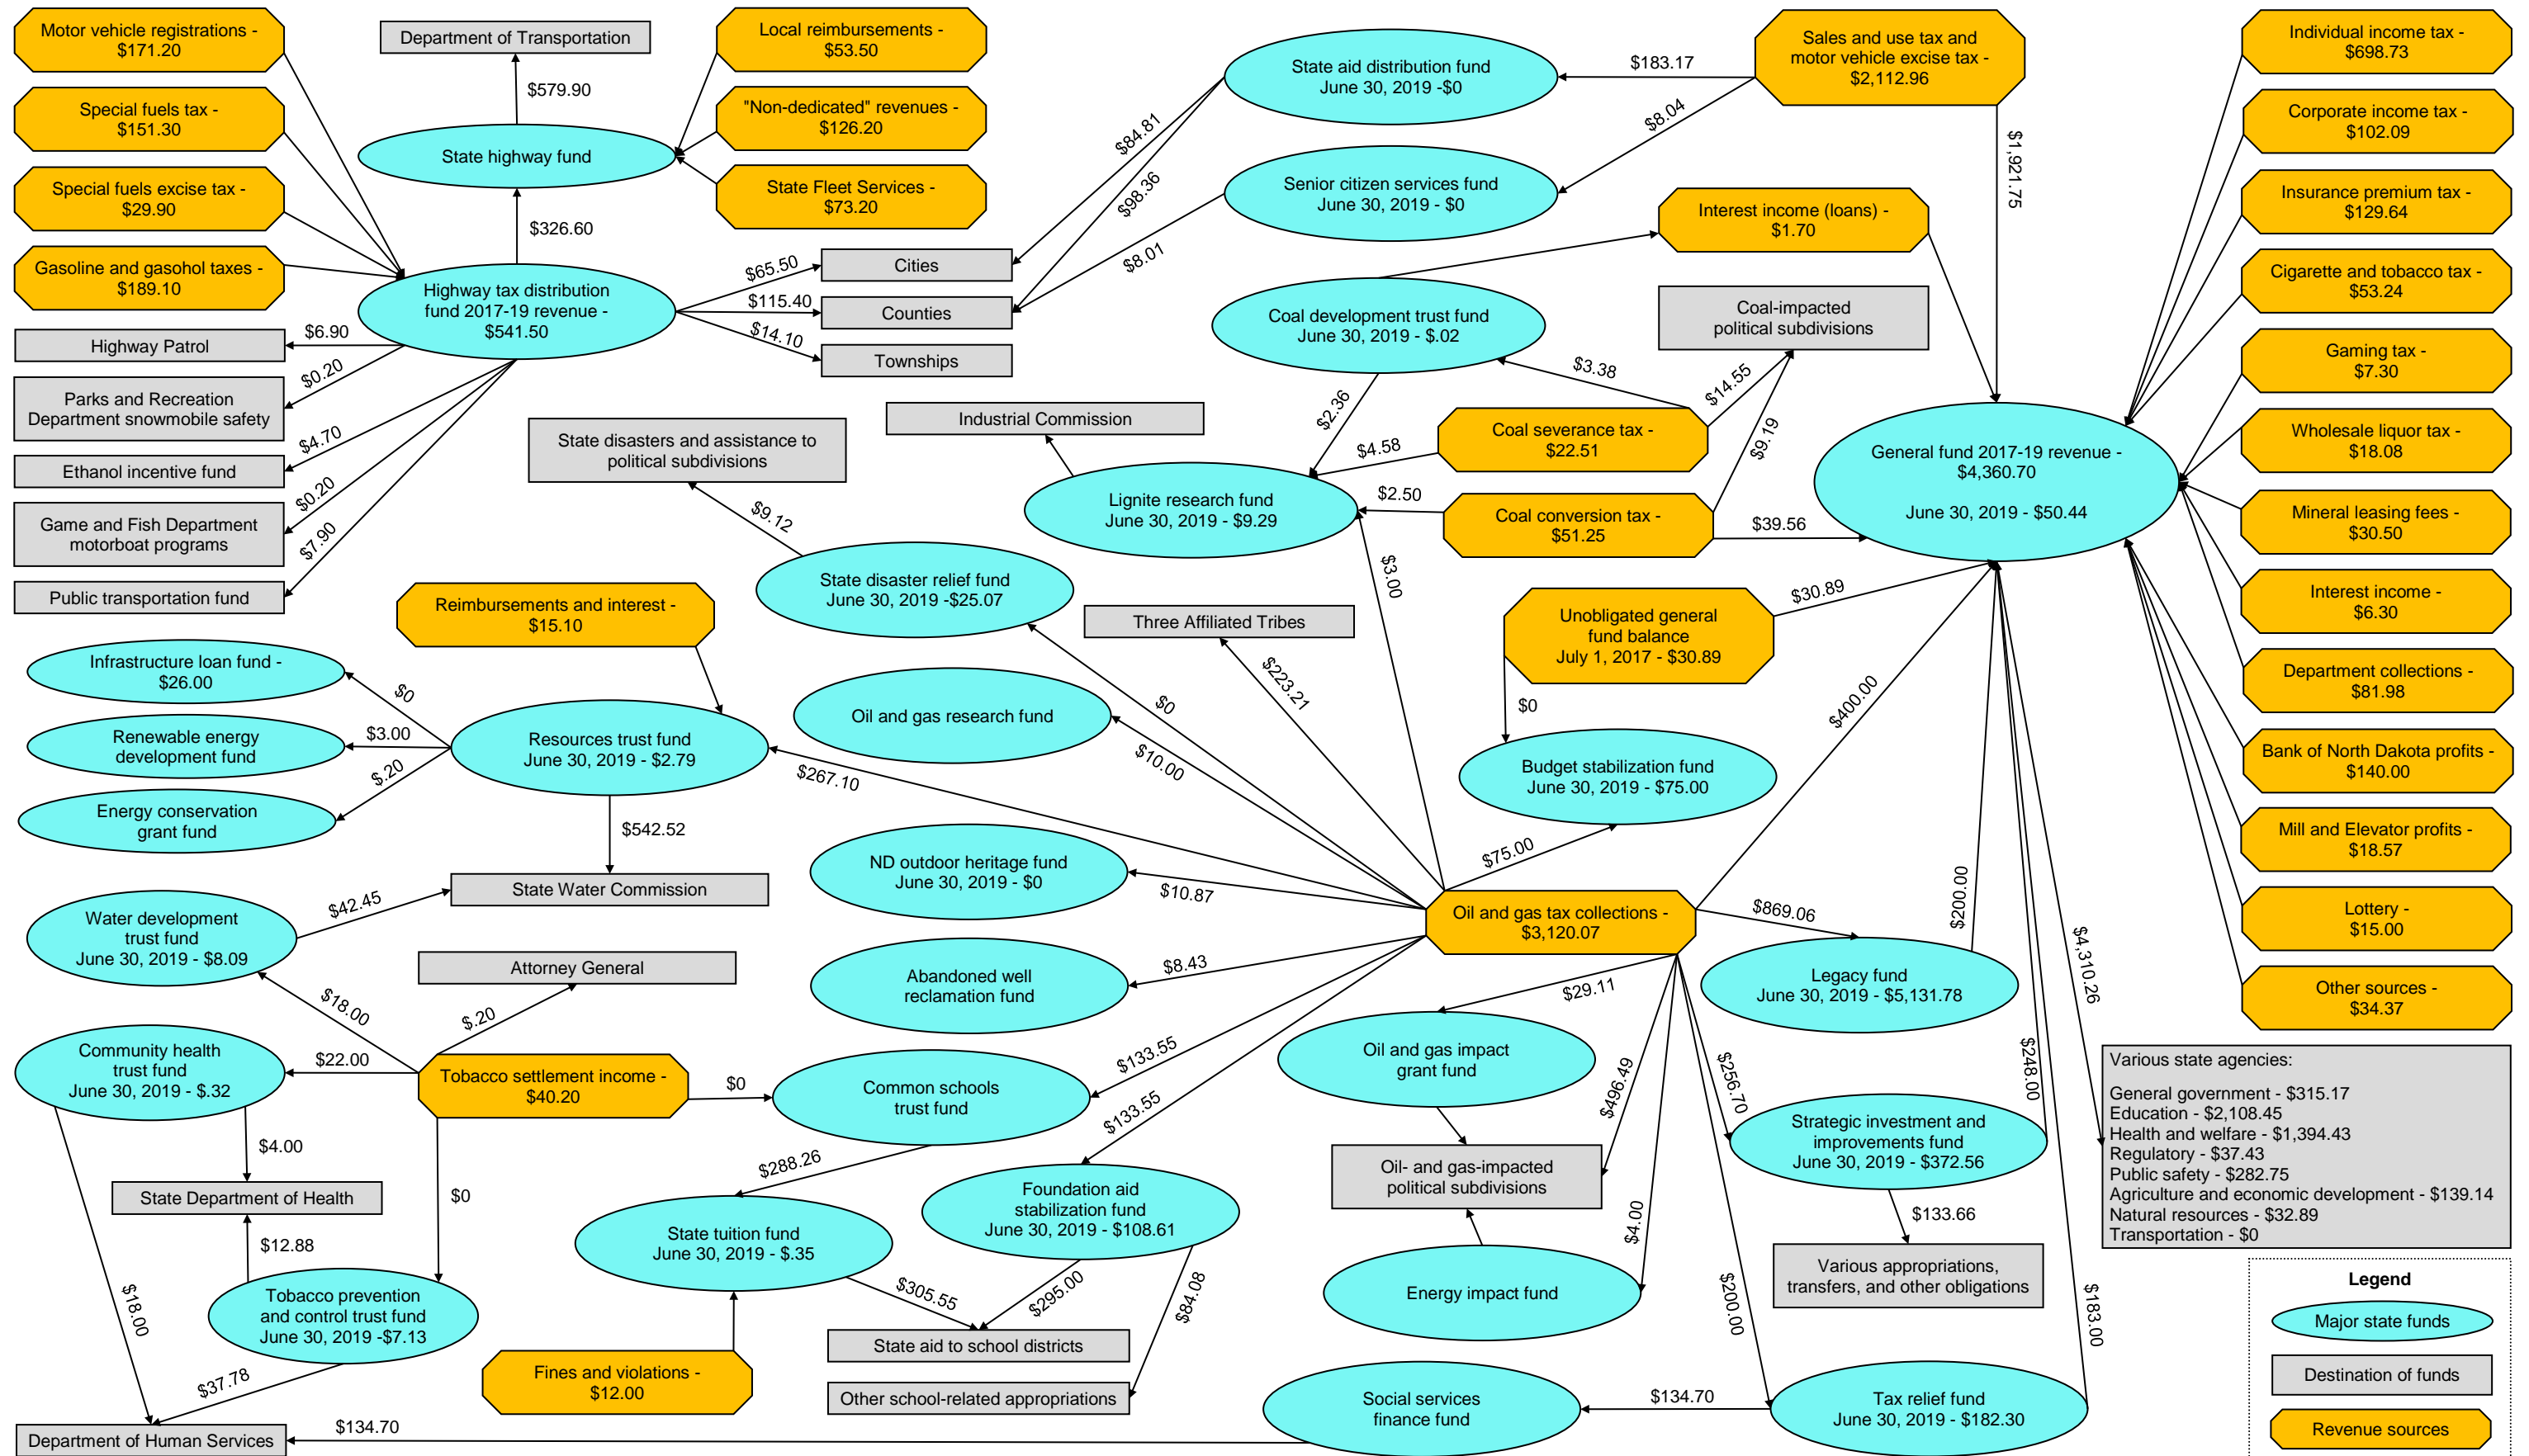 Motor vehicle registrations -
$171.20
Special fuels tax -
$151.30
Special fuels excise tax -
$29.90
Gasoline and gasohol taxes -
$189.10
Department of Transportation
$579.90
State highway fund
$326.60
Local reimbursements -
$53.50
"Non-dedicated" revenues -
$126.20
State Fleet Services -
$73.20
Highway tax distribution
fund 2017-19 revenue -
$541.50
$65.50
Cities
$115.40
Counties
$14.10
Townships
$6.90
Highway Patrol
$0.20
Parks and Recreation
Department snowmobile safety
$4.70
Ethanol incentive fund
$0.20
Game and Fish Department
motorboat programs
$7.90
Public transportation fund
State aid distribution fund
June 30, 2019 -$0
$84.81
$98.36
$183.17
Sales and use tax and
motor vehicle excise tax -
$2,112.96
$8.04
$1,921.75
Senior citizen services fund
June 30, 2019 - $0
$8.01
Interest income (loans) -
$1.70
Coal development trust fund
June 30, 2019 - $.02
Coal-impacted
political subdivisions
$3.38
$14.55
$2.36
$9.19
Industrial Commission
Coal severance tax -
$22.51
$4.58
Lignite research fund
June 30, 2019 - $9.29
$2.50
Coal conversion tax -
$51.25
$39.56
$3.00
General fund 2017-19 revenue -
$4,360.70
June 30, 2019 - $50.44
Individual income tax -
$698.73
Corporate income tax -
$102.09
Insurance premium tax -
$129.64
Cigarette and tobacco tax -
$53.24
Gaming tax -
$7.30
Wholesale liquor tax -
$18.08
Mineral leasing fees -
$30.50
Interest income -
$6.30
Department collections -
$81.98
Bank of North Dakota profits -
$140.00
Mill and Elevator profits -
$18.57
Lottery -
$15.00
Other sources -
$34.37
State disasters and assistance to
political subdivisions
$9.12
State disaster relief fund
June 30, 2019 -$25.07
Reimbursements and interest -
$15.10
Three Affiliated Tribes
$223.21
Unobligated general
fund balance
July 1, 2017 - $30.89
$30.89
$0
Infrastructure loan fund -
$26.00
$0
Renewable energy
development fund
$3.00
Energy conservation
grant fund
$.20
Resources trust fund
June 30, 2019 - $2.79
$542.52
State Water Commission
Oil and gas research fund
$0
$10.00
$267.10
Budget stabilization fund
June 30, 2019 - $75.00
$75.00
$400.00
ND outdoor heritage fund
June 30, 2019 - $0
$10.87
Oil and gas tax collections -
$3,120.07
$869.06
$200.00
$4,310.26
Water development
trust fund
June 30, 2019 - $8.09
$42.45
Attorney General
$18.00
$.20
Abandoned well
reclamation fund
$8.43
Legacy fund
June 30, 2019 - $5,131.78
$29.11
Community health
trust fund
June 30, 2019 - $.32
$22.00
Tobacco settlement income -
$40.20
$0
Common schools
trust fund
$133.55
$133.55
Oil and gas impact
grant fund
$496.49
$256.70
$248.00
$4.00
State Department of Health
$0
$12.88
$18.00
Tobacco prevention
and control trust fund
June 30, 2019 -$7.13
$37.78
$288.26
State tuition fund
June 30, 2019 - $.35
Foundation aid
stabilization fund
June 30, 2019 - $108.61
$305.55
$295.00
$84.08
Fines and violations -
$12.00
State aid to school districts
Other school-related appropriations
Oil- and gas-impacted
political subdivisions
$4.00
Energy impact fund
$200.00
Strategic investment and
improvements fund
June 30, 2019 - $372.56
$133.66
Various appropriations,
transfers, and other obligations
$183.00
Various state agencies:
General government - $315.17
Education - $2,108.45
Health and welfare - $1,394.43
Regulatory - $37.43
Public safety - $282.75
Agriculture and economic development - $139.14
Natural resources - $32.89
Transportation - $0
Social services
finance fund
$134.70
Tax relief fund
June 30, 2019 - $182.30
Department of Human Services
$134.70
Legend
Major state funds
Destination of funds
Revenue sources